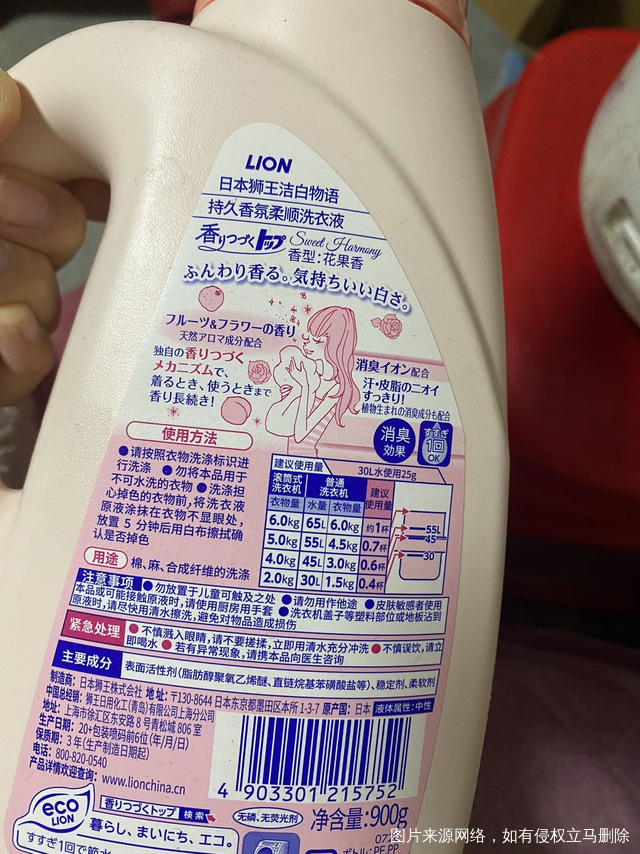 LION
日本狮王洁白物语
持久香氛柔顺洗衣液
香りつづくトップ Sweet Harmony
香型:花果香
ふんわり香る。気持ちいい白さ。
フルーツ&フラワーの香り
天然アロマ成分配合
独自の香りつづく
メカニズムで、
着るとき、使うときまで
香り長続き!
消臭イオン配合
汗・皮脂のニオイ
すっきり!
植物生まれの消臭成分も配合
消臭
効果
すすぎ
1回
OK
使用方法
●请按照衣物洗涤标识进
行洗涤 ●勿将本品用于
不可水洗的衣物 ●洗涤担
心掉色的衣物前,将洗衣液
原液涂抹在衣物不显眼处,
放置 5 分钟后用白布擦拭确
认是否掉色
建议使用量 30L水使用25g
滚筒式洗衣机 普通洗衣机 建议使用量
衣物量 水量 衣物量
6.0kg 65L 6.0kg 约1杯
5.0kg 55L 4.5kg 0.7杯
4.0kg 45L 3.0kg 0.6杯
2.0kg 30L 1.5kg 0.4杯
55L
45
30
用途 棉、麻、合成纤维的洗涤
注意事项 ●勿放置于儿童可触及之处 ●请勿用作他途 ●皮肤敏感者使用
本品或可能接触原液时,请使用厨房用手套 ●洗衣机盖子等塑料部位或地板沾到
原液时,请尽快用清水擦洗,避免对物品造成损伤
紧急处理 ●不慎溅入眼睛,请不要搓揉,立即用清水充分冲洗 ●不慎误饮,请立
即喝水 ●若有异常现象,请携本品向医生咨询
主要成分 表面活性剂(脂肪醇聚氧乙烯醚、直链烷基苯磺酸盐等)、稳定剂、柔软剂
制造商:日本狮王株式会社 地址:〒130-8644 日本东京都墨田区本所 1-3-7 原产国:日本 液体属性:中性
中国总经销:狮王日用化工(青岛)有限公司上海分公司
地址:上海市徐汇区东安路 8 号青松城 806 室
生产日期:20+包装喷码前6位(年/月/日)
保质期:3 年(生产制造日期起)
电话:800-820-0540
产品详情欢迎查询:www.lionchina.cn
4 903301 215752
eco
LION
香りつづくトップ 検索
暮らし、まいにち、エコ。
すすぎ1回で節水
无磷、无荧光剂 净含量:900g
ボトル:PE,PP
图片来源网络,如有侵权立马删除